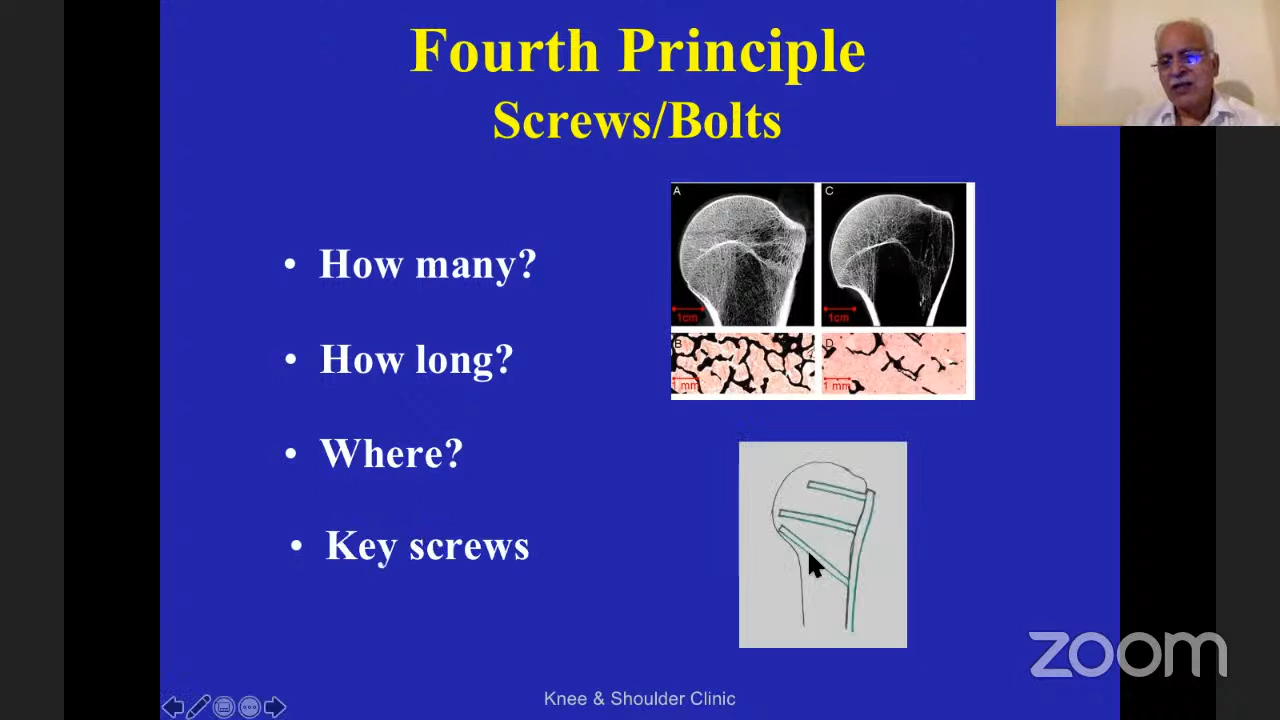 Fourth Principle
Screws/Bolts
• How many?
• How long?
• Where?
• Key screws
A
C
1cm
1cm
B
D
1 mm
1 mm
zoom
Knee & Shoulder Clinic